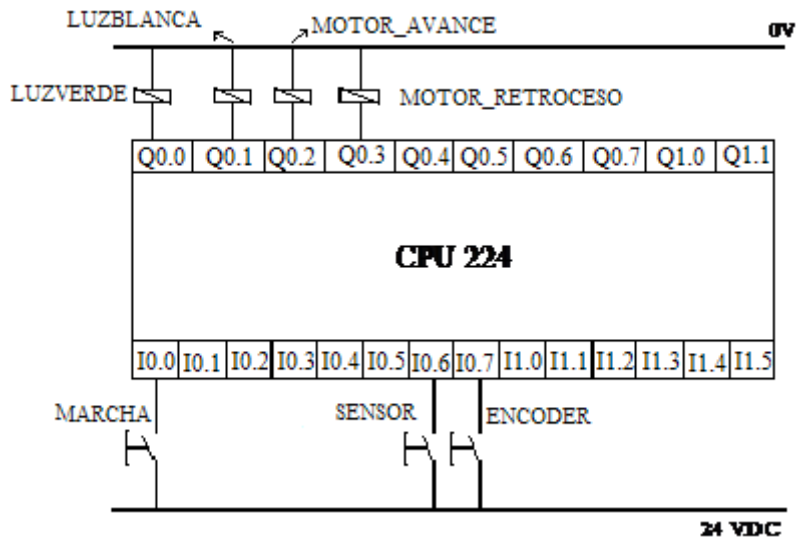 LUZBLANCA
MOTOR_AVANCE
0V
LUZVERDE
MOTOR_RETROCESO
Q0.0 Q0.1 Q0.2 Q0.3 Q0.4 Q0.5 Q0.6 Q0.7 Q1.0 Q1.1
CPU 224
I0.0 I0.1 I0.2 I0.3 I0.4 I0.5 I0.6 I0.7 I1.0 I1.1 I1.2 I1.3 I1.4 I1.5
MARCHA
SENSOR
ENCODER
24 VDC